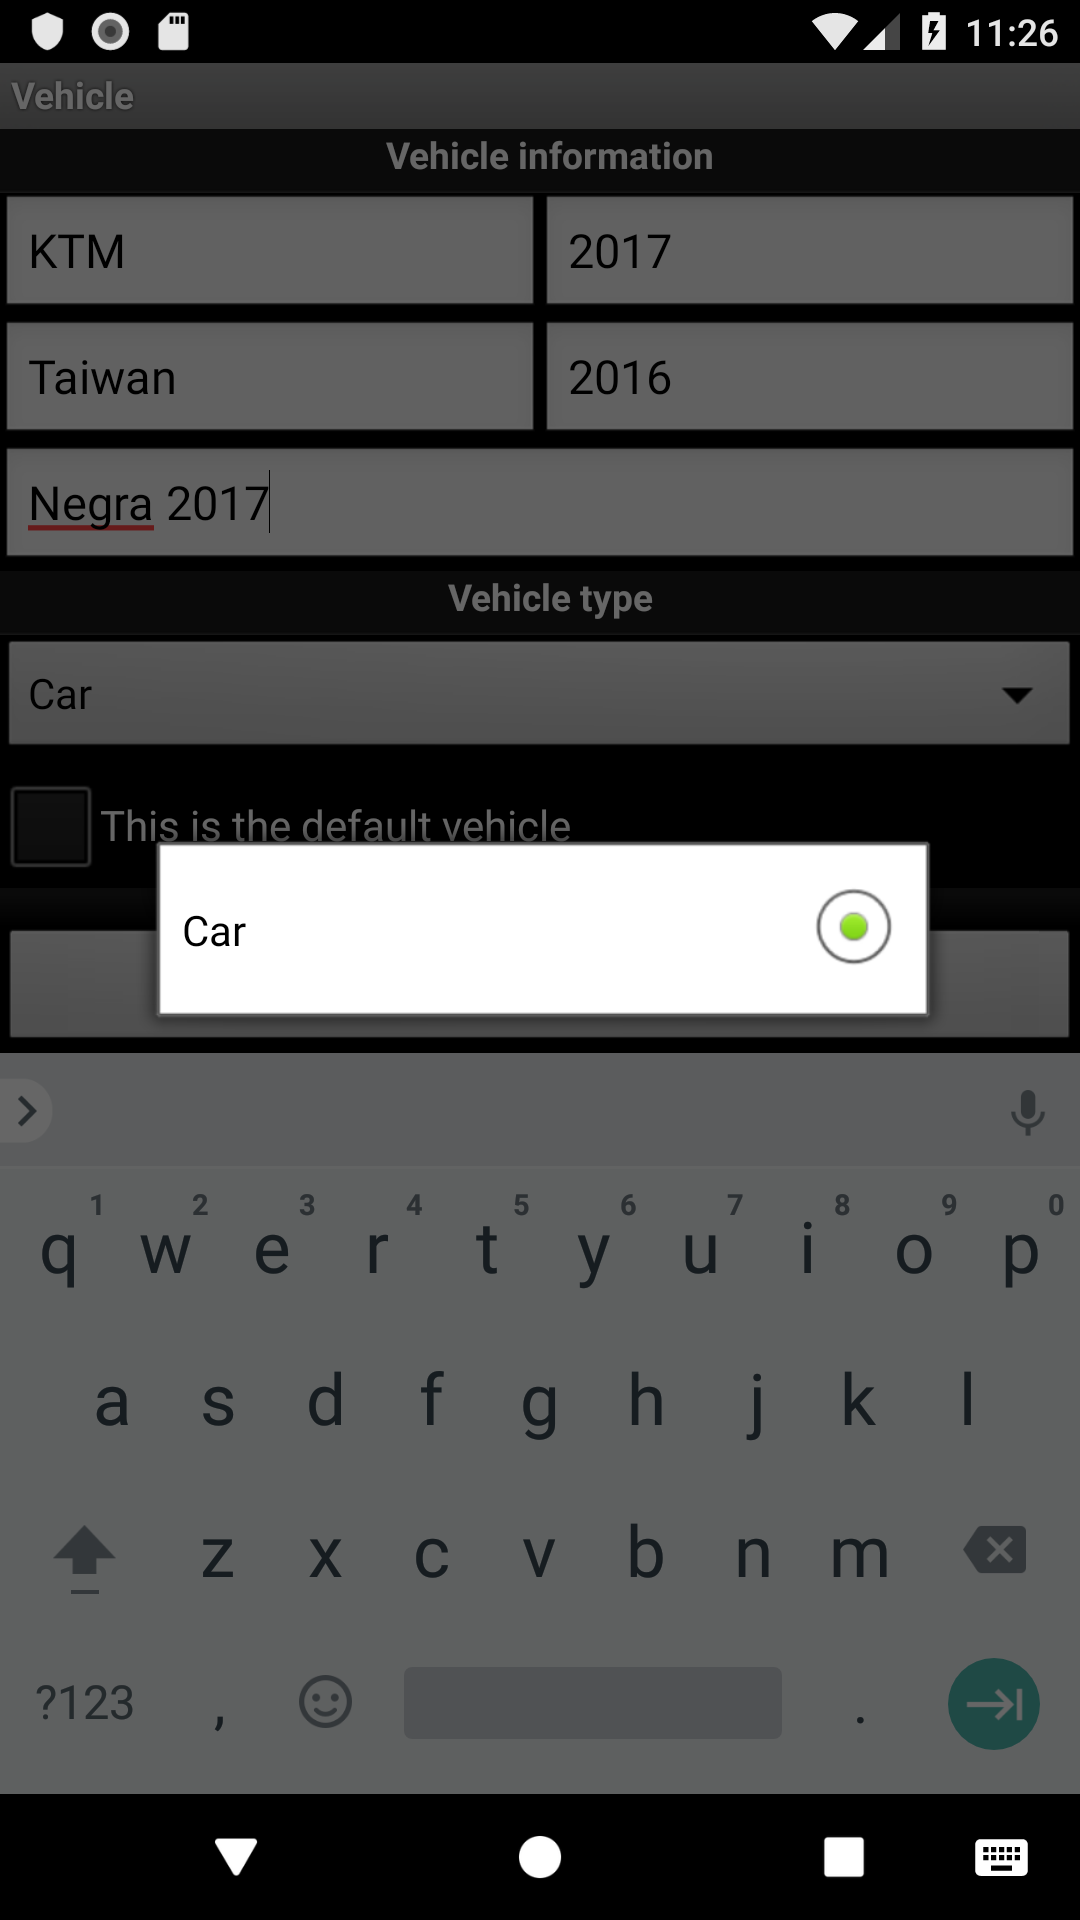 11:26
Vehicle
Vehicle information
KTM 2017
Taiwan 2016
Negra 2017
Vehicle type
Car
This is the default vehicle
Car
1 2 3 4 5 6 7 8 9 0
q w e r t y u i o p
a s d f g h j k l
z x c v b n m
?123 , .